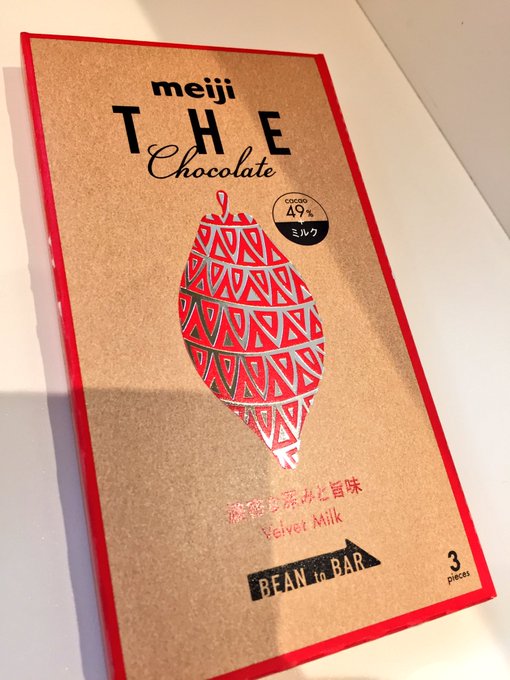 meiji
THE
Chocolate
cacao
49%
ミルク
濃密な深みと旨味
Velvet Milk
BEAN to BAR
3
pieces